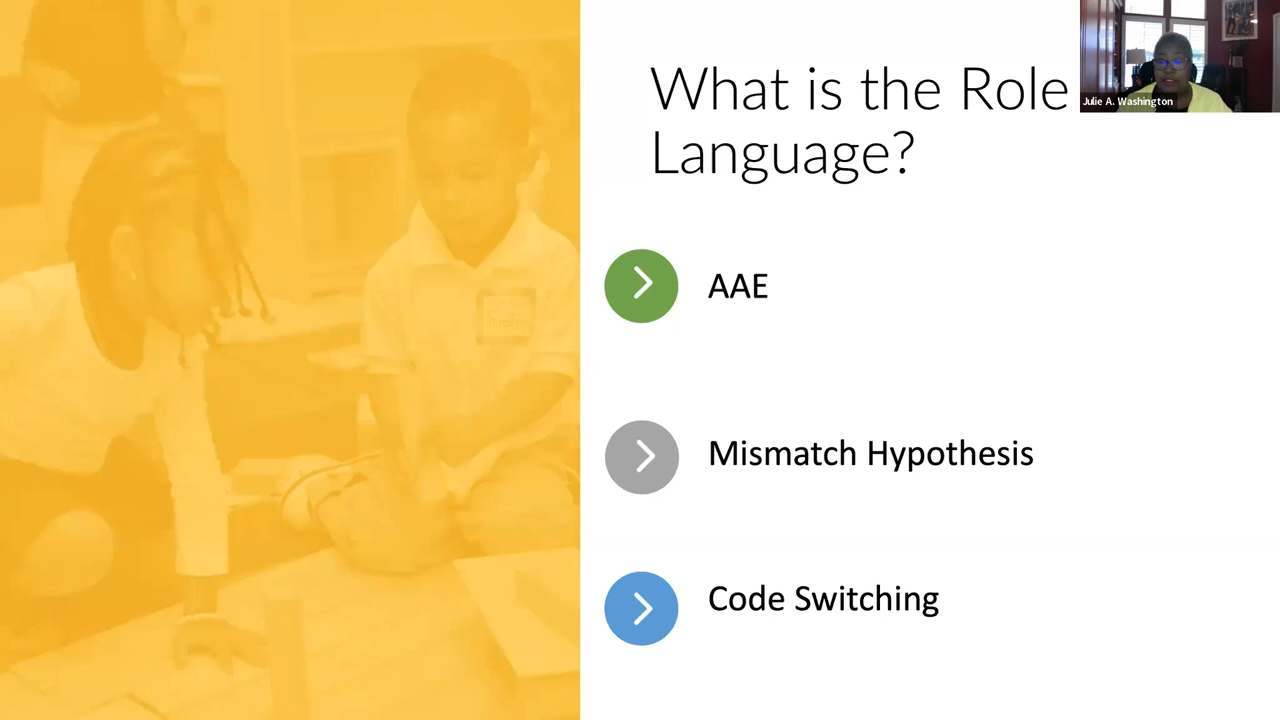 What is the Role
Language?
Julie A. Washington
AAE
Mismatch Hypothesis
Code Switching